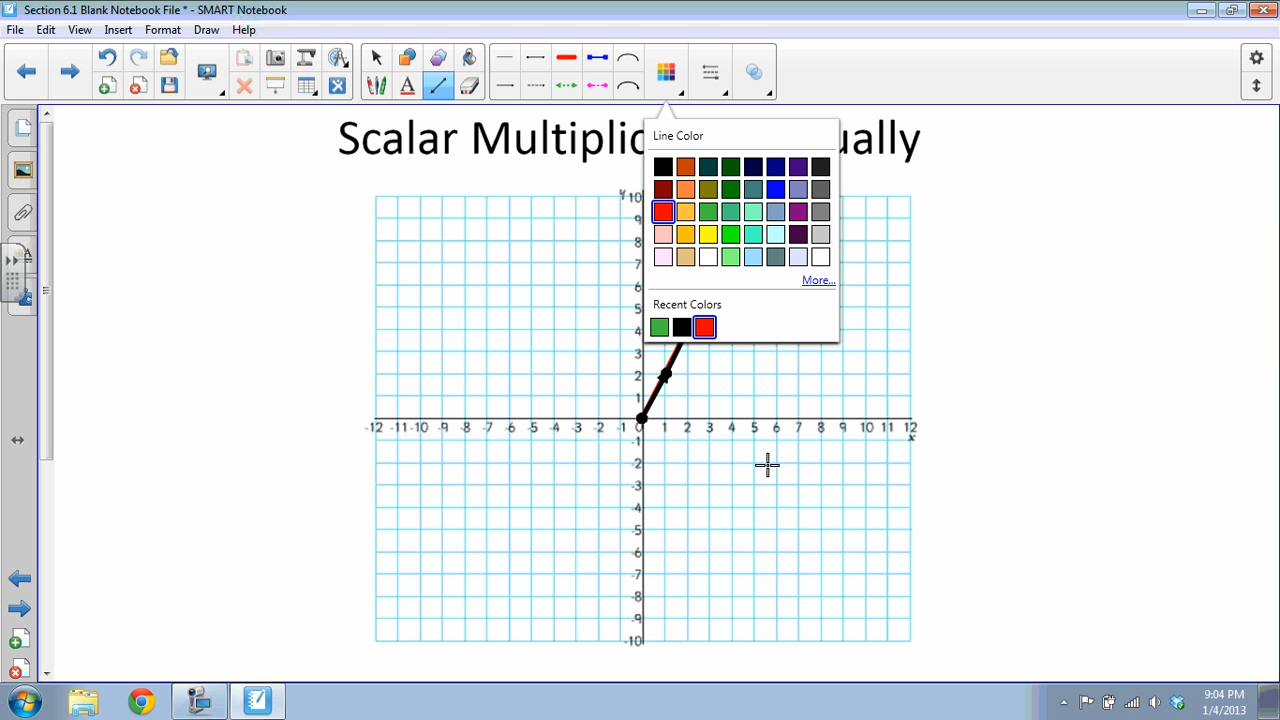 Section 6.1 Blank Notebook File * - SMART Notebook
File Edit View Insert Format Draw Help
Scalar Multiplic ually
Line Color
More...
Recent Colors
y
10
9
8
7
6
5
4
3
2
1
-12 -11 -10 -9 -8 -7 -6 -5 -4 -3 -2 -1 0 1 2 3 4 5 6 7 8 9 10 11 12
x
-1
-2
-3
-4
-5
-6
-7
-8
-9
-10
9:04 PM
1/4/2013